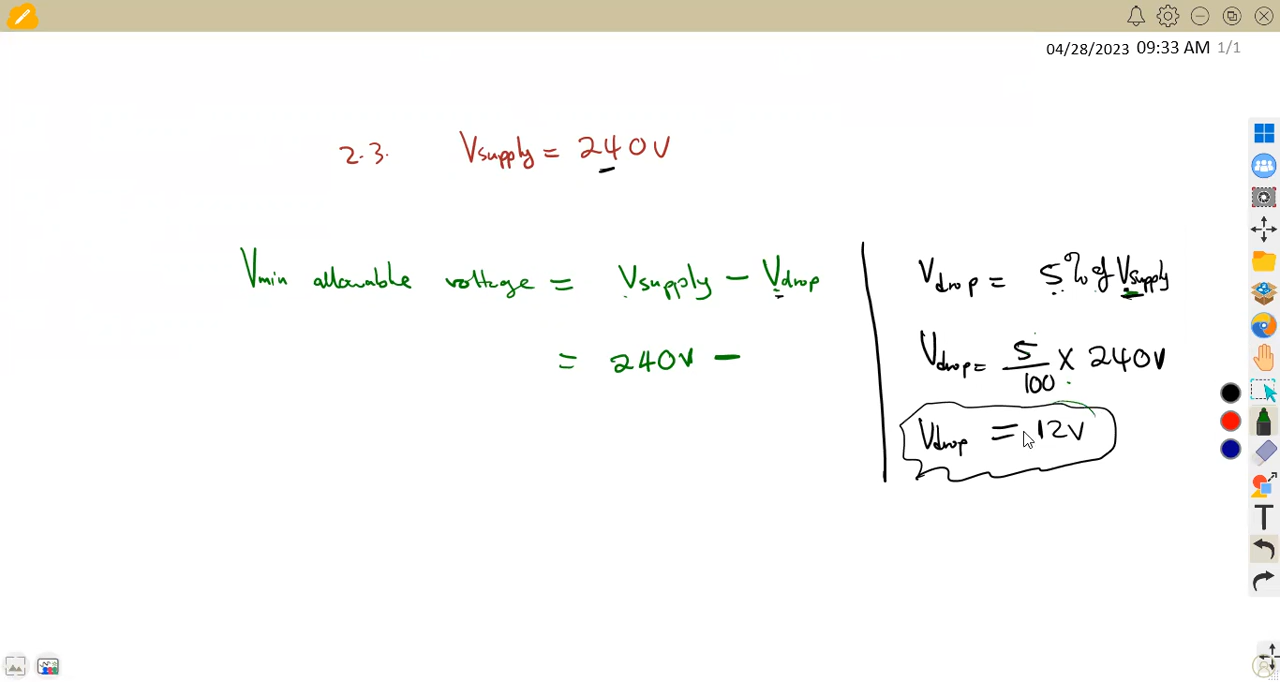 04/28/2023 09:33 AM 1/1
2.3. Vsupply = 240V
Vmin allowable voltage = Vsupply - Vdrop
= 240V -
Vdrop = 5% of Vsupply
Vdrop = 5/100 X 240V
Vdrop = 12V
T